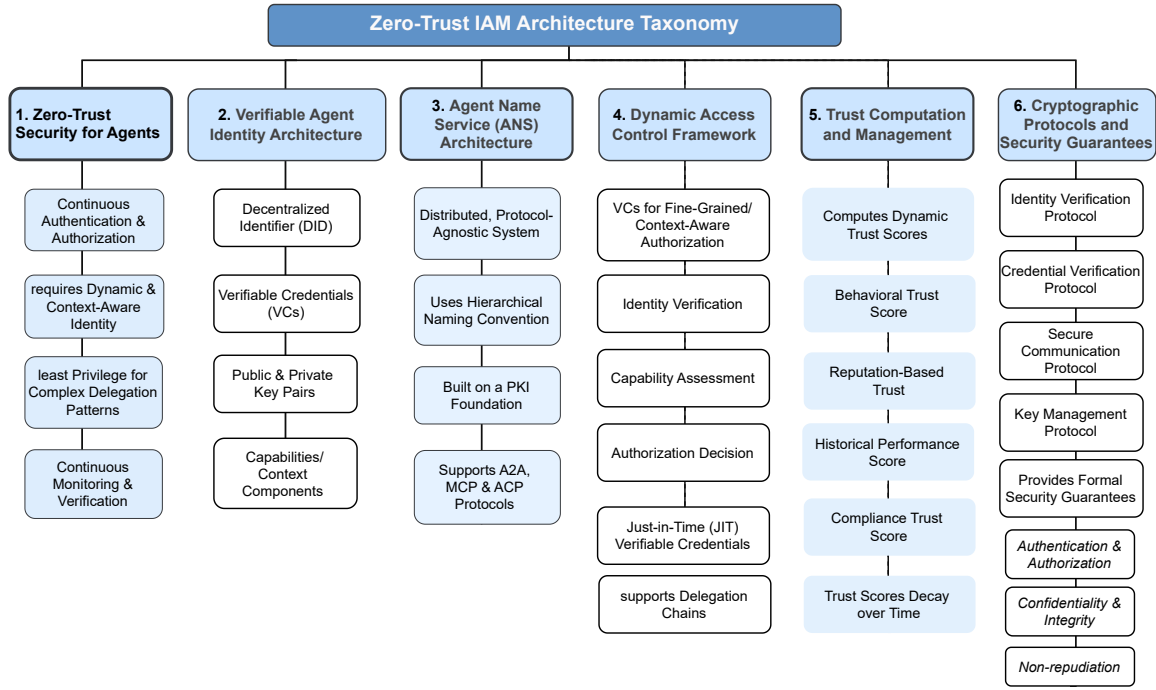 Zero-Trust IAM Architecture Taxonomy
1. Zero-Trust
Security for Agents
Continuous
Authentication &
Authorization
requires Dynamic &
Context-Aware
Identity
least Privilege for
Complex Delegation
Patterns
Continuous
Monitoring &
Verification
2. Verifiable Agent
Identity Architecture
Decentralized
Identifier (DID)
Verifiable Credentials
(VCs)
Public & Private
Key Pairs
Capabilities/
Context
Components
3. Agent Name
Service (ANS)
Architecture
Distributed, Protocol-
Agnostic System
Uses Hierarchical
Naming Convention
Built on a PKI
Foundation
Supports A2A,
MCP & ACP
Protocols
4. Dynamic Access
Control Framework
VCs for Fine-Grained/
Context-Aware
Authorization
Identity Verification
Capability Assessment
Authorization Decision
Just-in-Time (JIT)
Verifiable Credentials
supports Delegation
Chains
5. Trust Computation
and Management
Computes Dynamic
Trust Scores
Behavioral Trust
Score
Reputation-Based
Trust
Historical Performance
Score
Compliance Trust
Score
Trust Scores Decay
over Time
6. Cryptographic
Protocols and
Security Guarantees
Identity Verification
Protocol
Credential Verification
Protocol
Secure
Communication
Protocol
Key Management
Protocol
Provides Formal
Security Guarantees
Authentication &
Authorization
Confidentiality &
Integrity
Non-repudiation